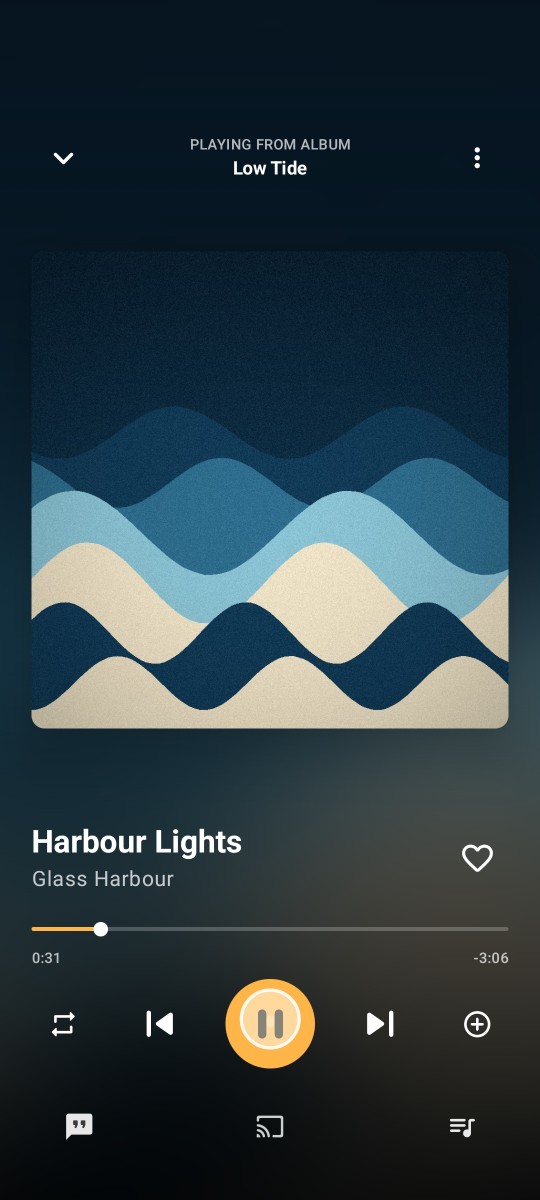 PLAYING FROM ALBUM
Low Tide
Harbour Lights
Glass Harbour
0:31
-3:06